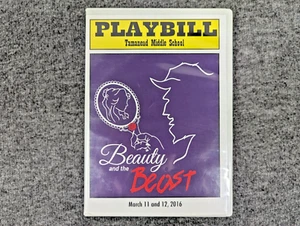 PLAYBILL
Tamanend Middle School
Beauty
and the
Beast
March 11 and 12, 2016